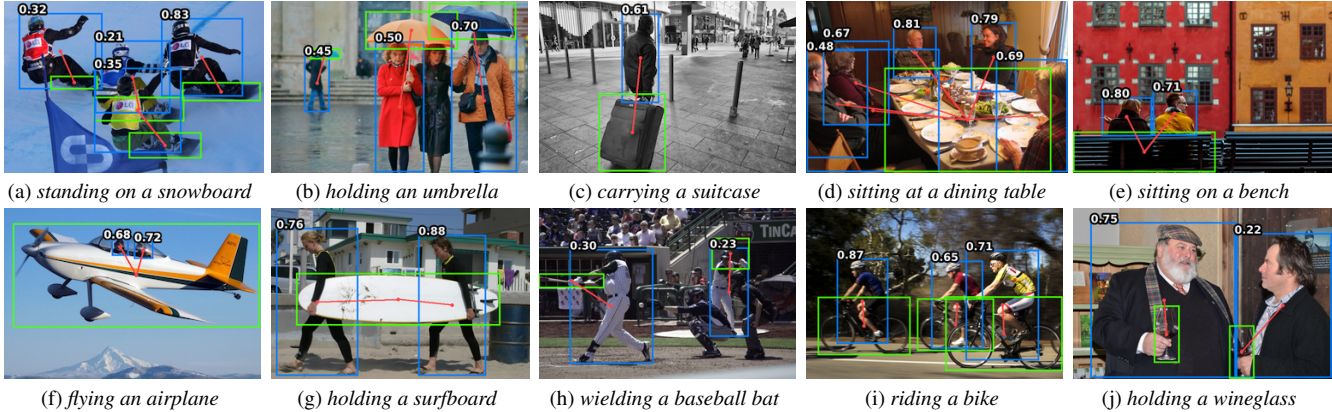 0.32
0.83
0.21
0.35
(a) standing on a snowboard
0.45
0.50
0.70
(b) holding an umbrella
0.61
(c) carrying a suitcase
0.67
0.48
0.81
0.79
0.69
(d) sitting at a dining table
0.80
0.71
(e) sitting on a bench
0.68
0.72
(f) flying an airplane
0.76
0.88
(g) holding a surfboard
0.30
0.23
TINCA
(h) wielding a baseball bat
0.87
0.65
0.71
(i) riding a bike
0.75
0.22
(j) holding a wineglass